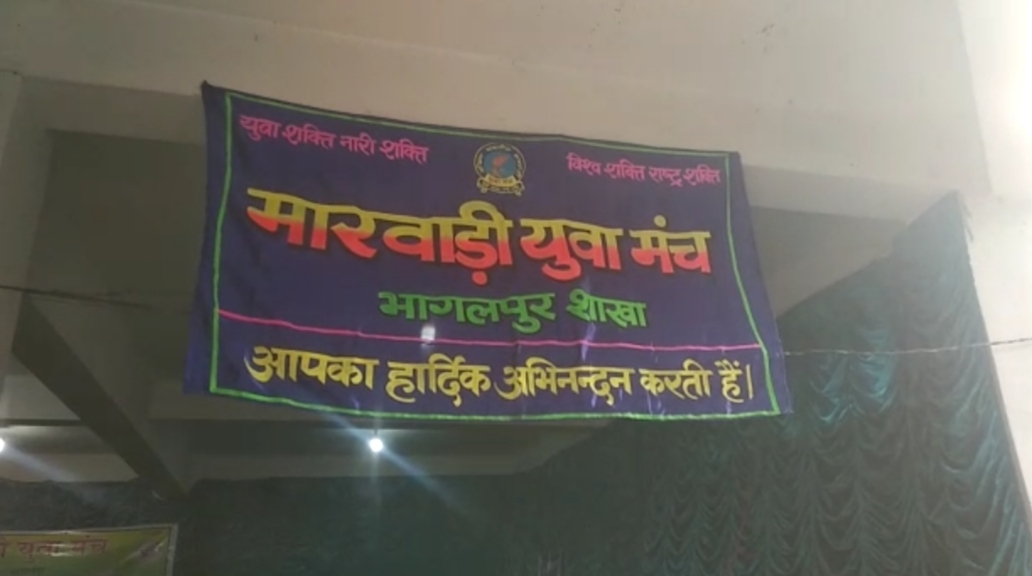 युवा शक्ति नारी शक्ति
विश्व शक्ति राष्ट्र शक्ति
मारवाड़ी युवा मंच
भागलपुर शाखा
आपका हार्दिक अभिनन्दन करती हैं।
युवा मंच